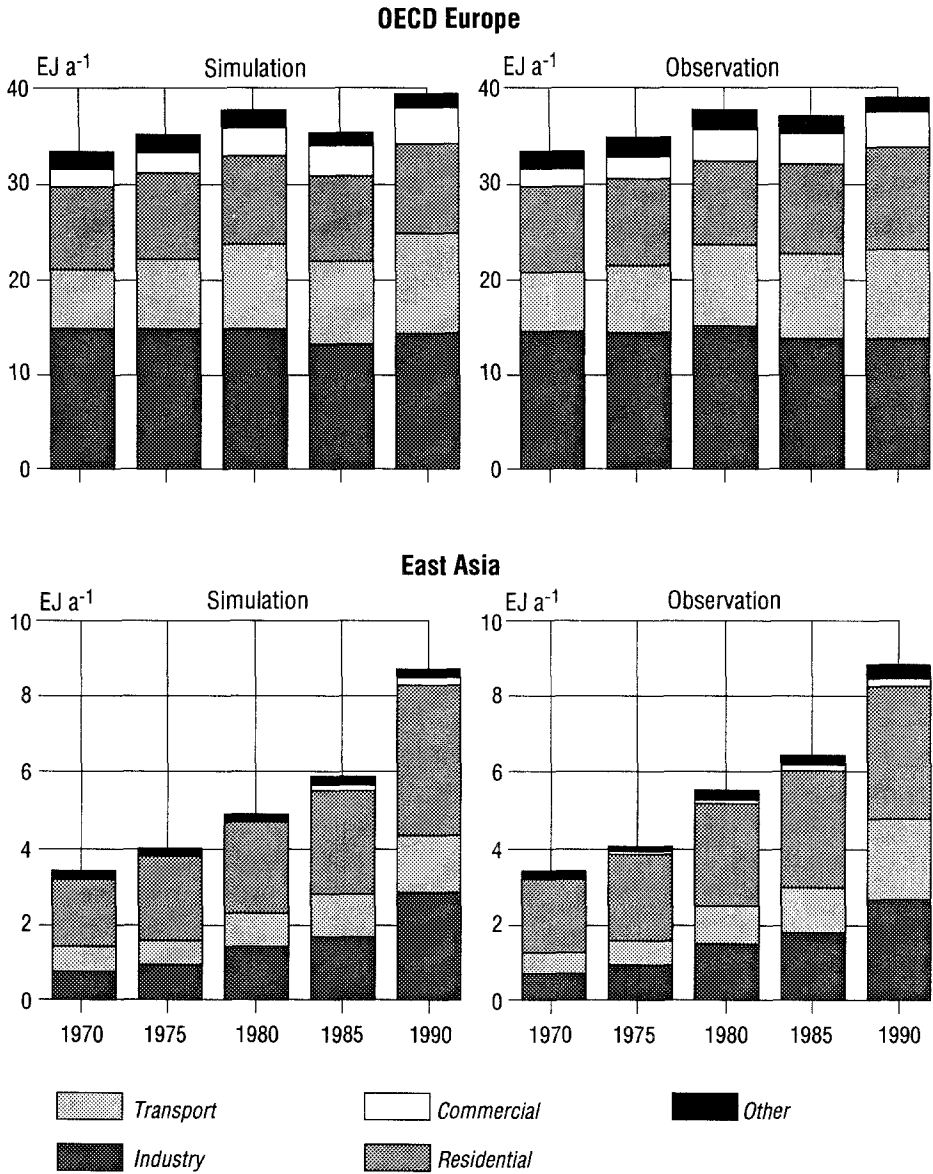 OECD Europe
EJ a-1 Simulation EJ a-1 Observation
40 40
30 30
20 20
10 10
0 0
East Asia
EJ a-1 Simulation EJ a-1 Observation
10 10
8 8
6 6
4 4
2 2
0 0
1970 1975 1980 1985 1990 1970 1975 1980 1985 1990
Transport Commercial Other
Industry Residential